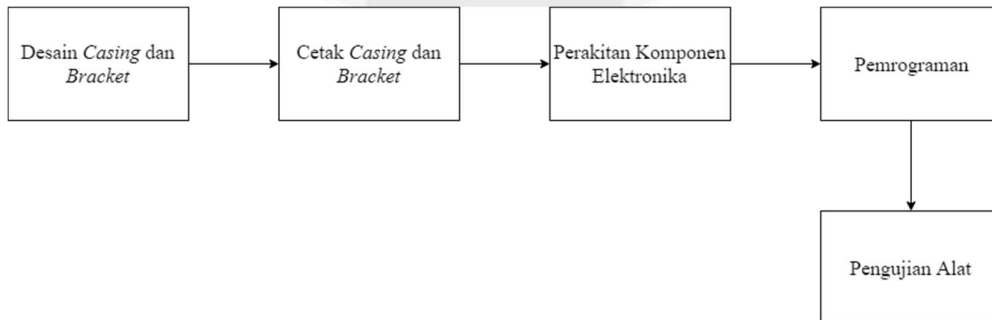 Desain Casing dan
Bracket
Cetak Casing dan
Bracket
Perakitan Komponen
Elektronika
Pemrograman
Pengujian Alat